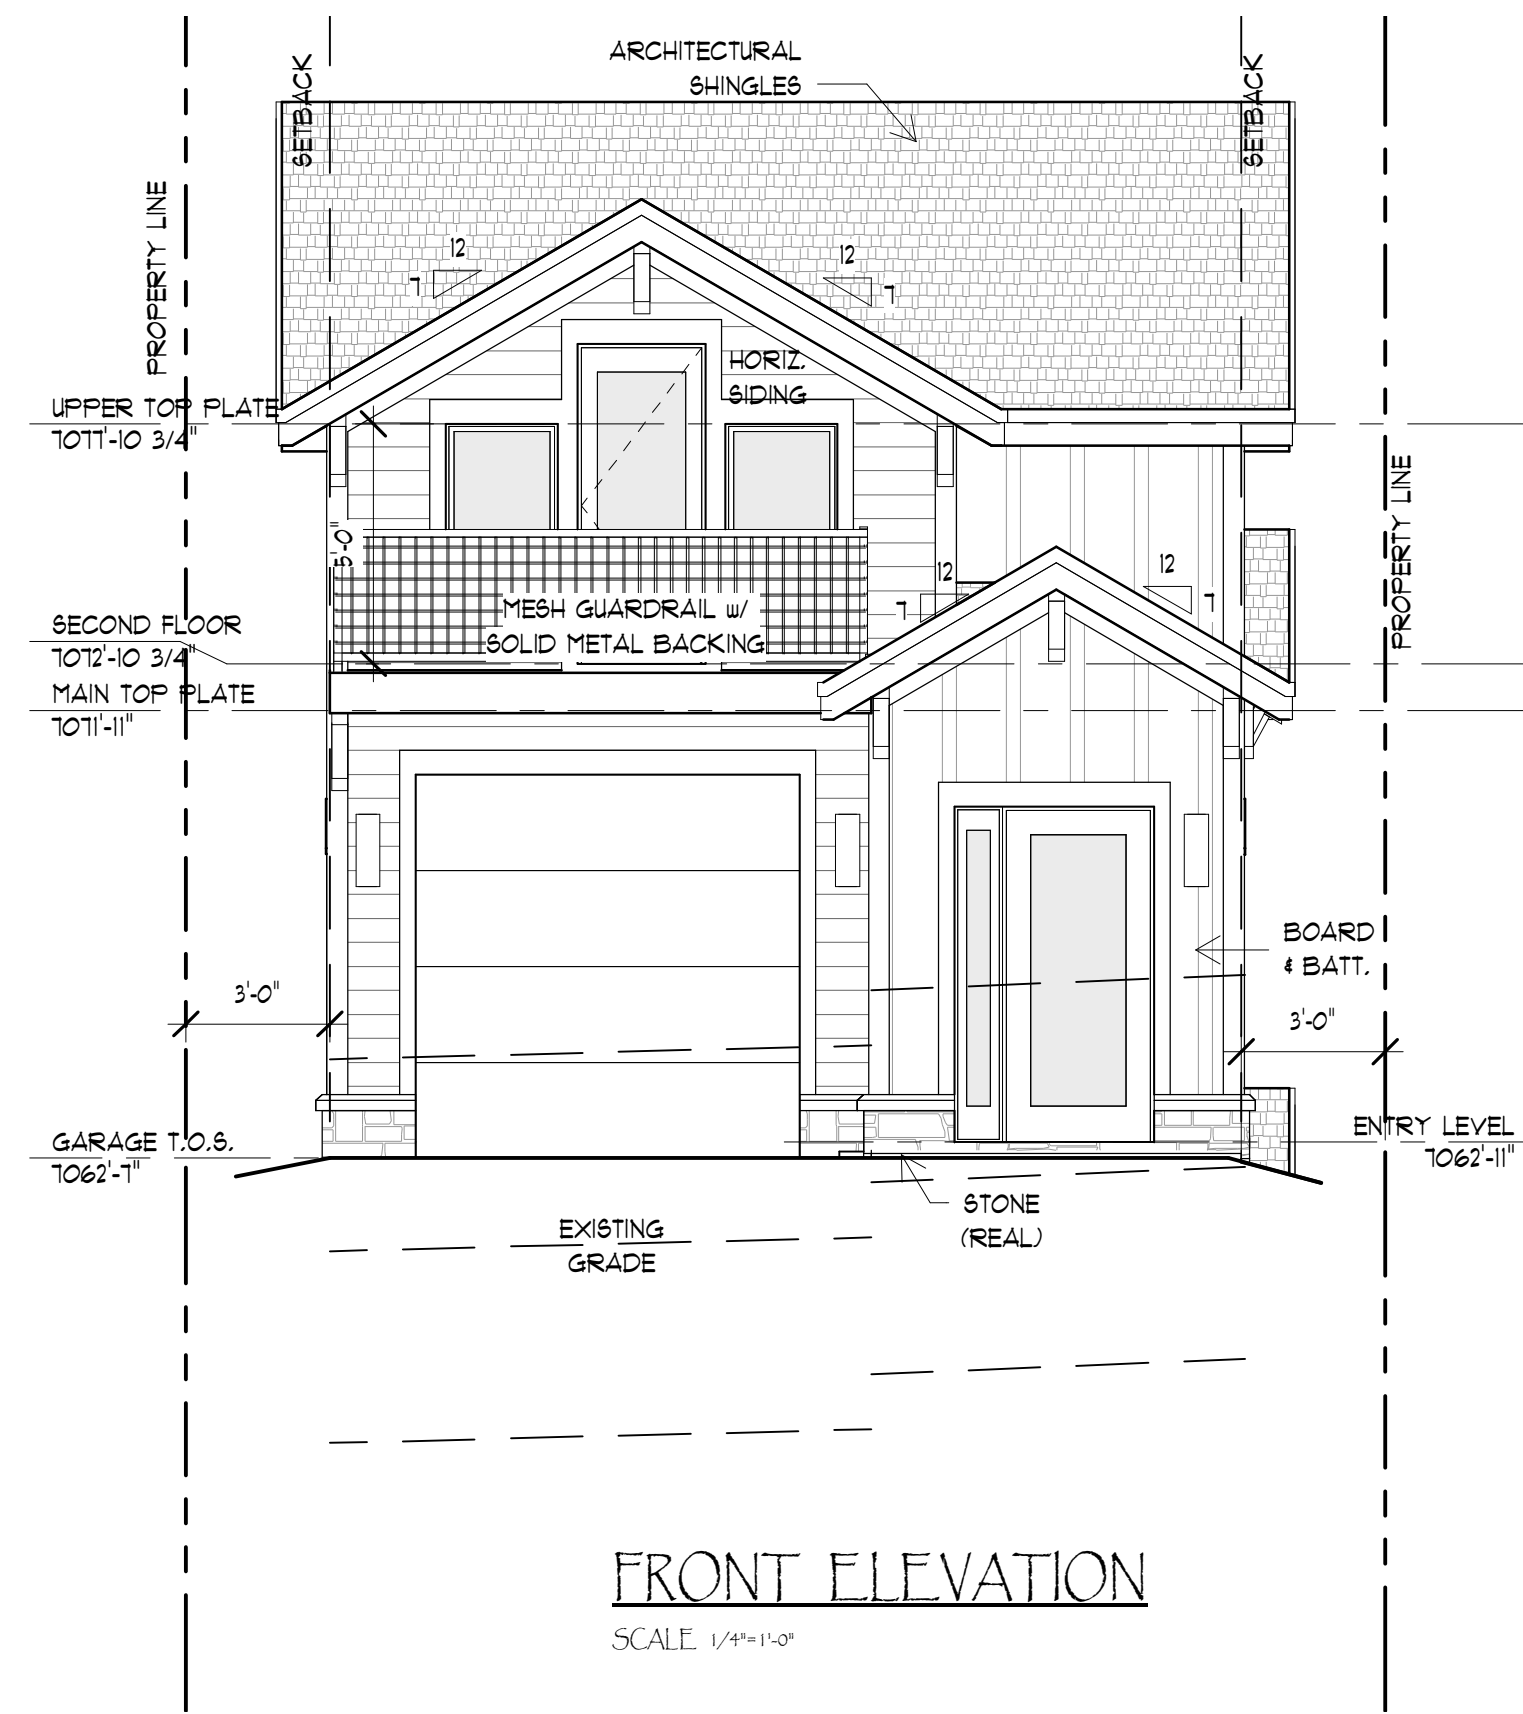 ARCHITECTURAL
SHINGLES
SETBACK
SETBACK
PROPERTY LINE
12
7
12
7
HORIZ.
SIDING
UPPER TOP PLATE
7077'-10 3/4"
PROPERTY LINE
5'-0"
12
7
12
7
MESH GUARDRAIL w/
SOLID METAL BACKING
SECOND FLOOR
7072'-10 3/4"
MAIN TOP PLATE
7071'-11"
BOARD
& BATT.
3'-0"
3'-0"
GARAGE T.O.S.
7062'-7"
ENTRY LEVEL
7062'-11"
STONE
(REAL)
EXISTING
GRADE
FRONT ELEVATION
SCALE 1/4"=1'-0"